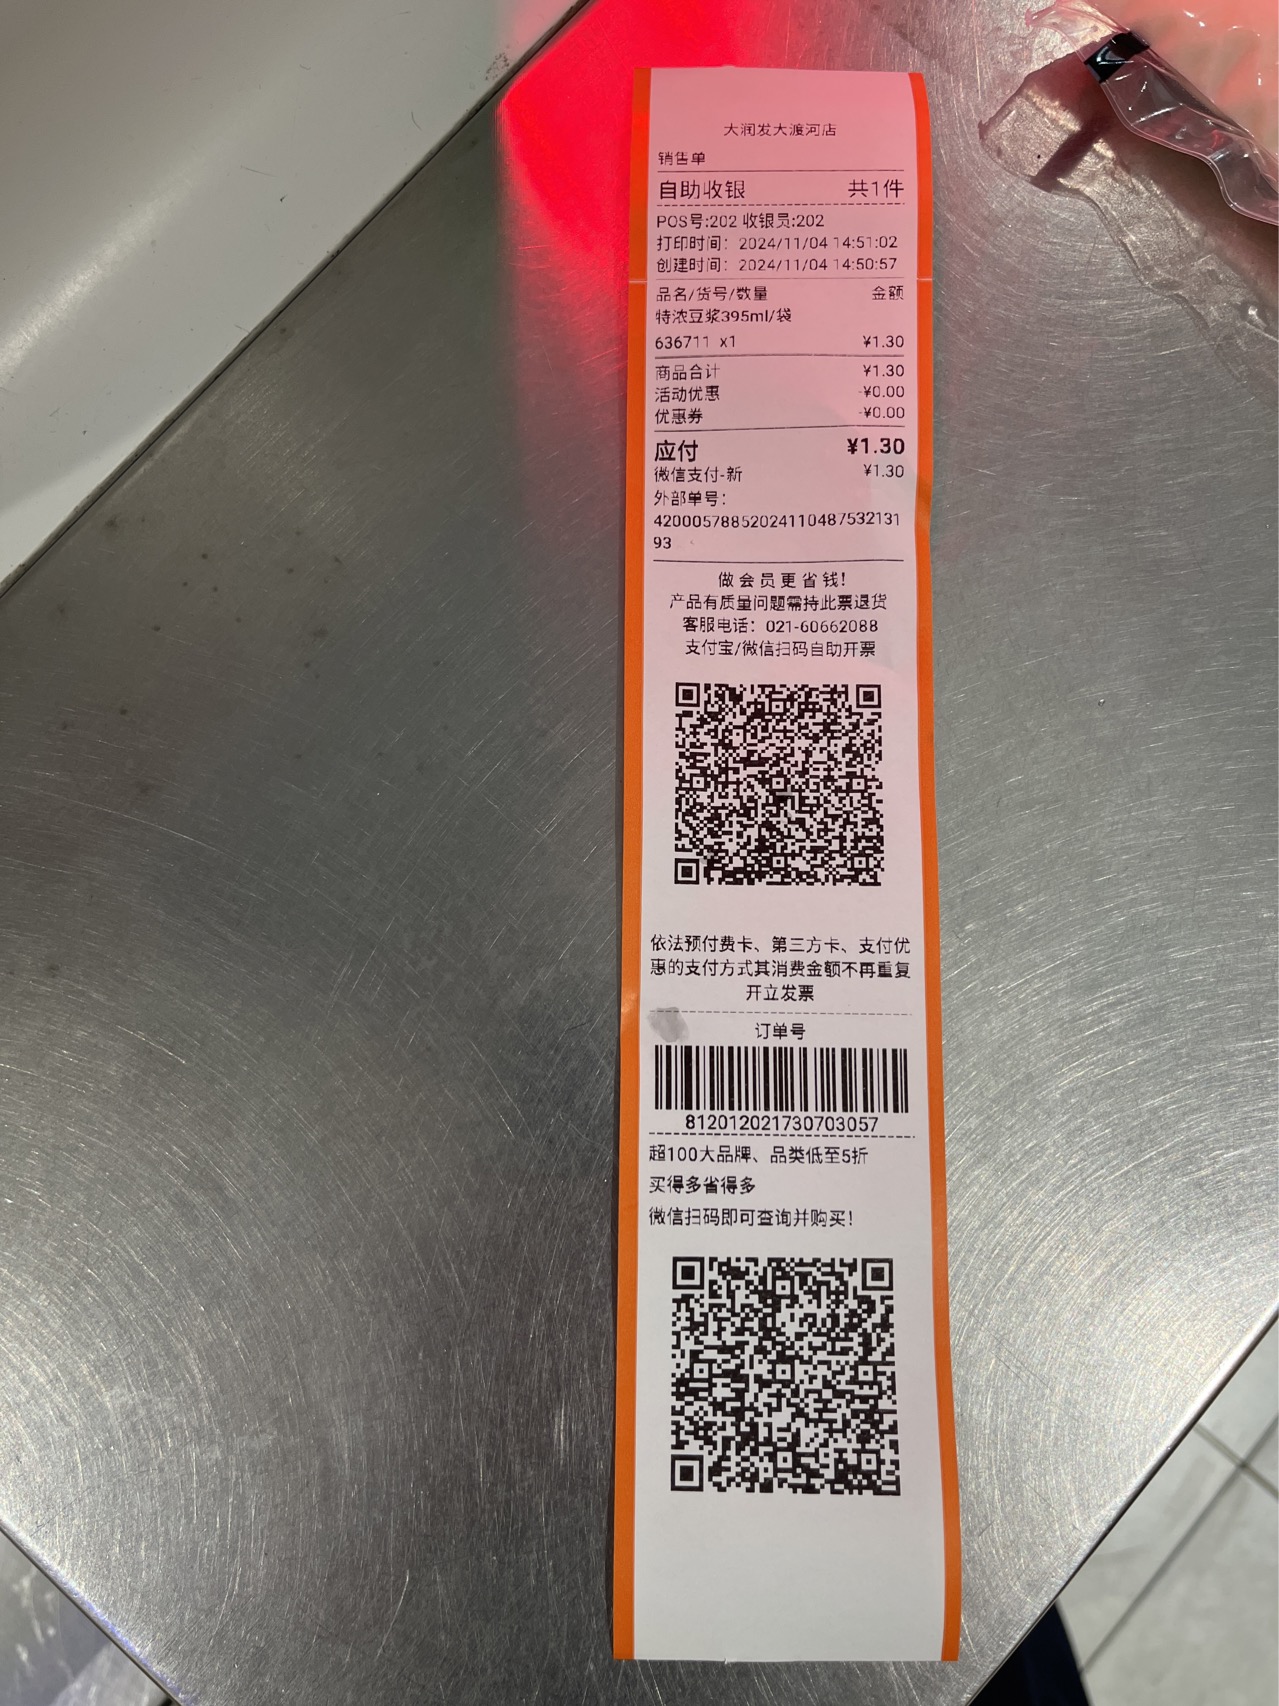 大润发大渡河店
销售单
自助收银 共1件
POS号:202 收银员:202
打印时间：2024/11/04 14:51:02
创建时间：2024/11/04 14:50:57
品名/货号/数量 金额
特浓豆浆395ml/袋
636711 x1 ¥1.30
商品合计 ¥1.30
活动优惠 -¥0.00
优惠券 -¥0.00
应付 ¥1.30
微信支付-新 ¥1.30
外部单号：
42000578852024110487532131
93
做会员更省钱！
产品有质量问题需持此票退货
客服电话：021-60662088
支付宝/微信扫码自助开票
依法预付费卡、第三方卡、支付优
惠的支付方式其消费金额不再重复
开立发票
订单号
812012021730703057
超100大品牌、品类低至5折
买得多省得多
微信扫码即可查询并购买！